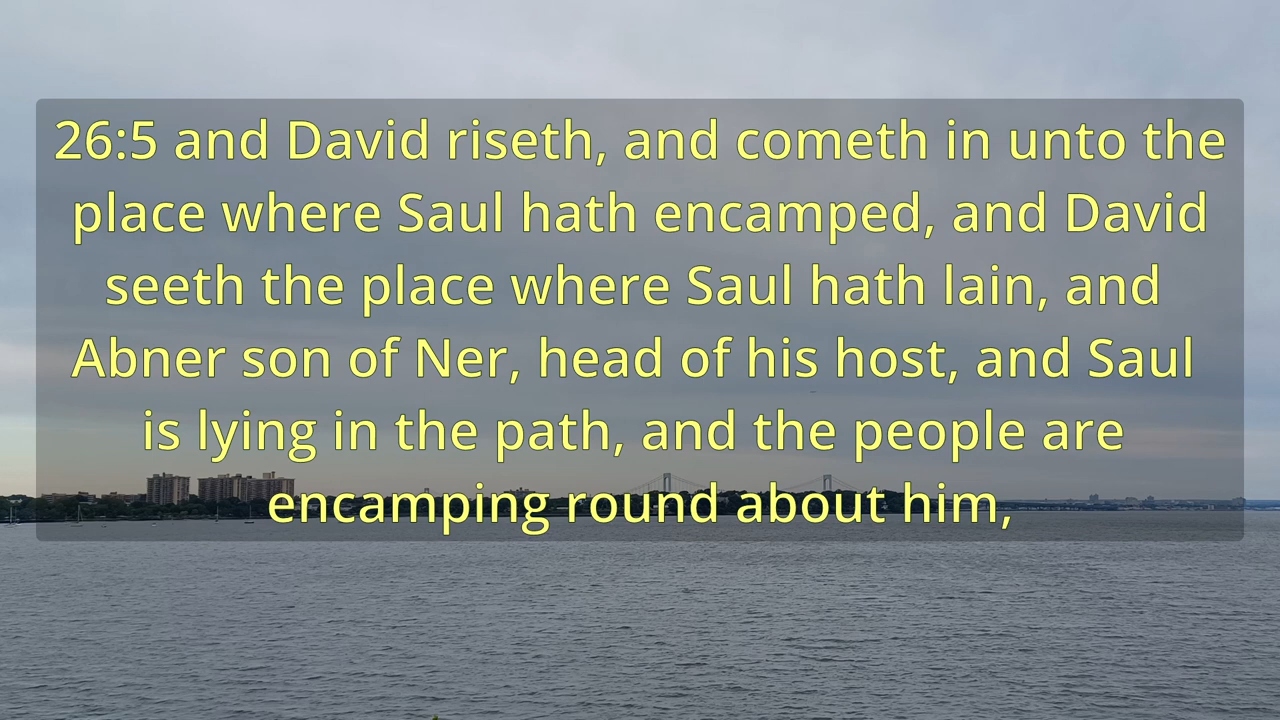 26:5 and David riseth, and cometh in unto the
place where Saul hath encamped, and David
seeth the place where Saul hath lain, and
Abner son of Ner, head of his host, and Saul
is lying in the path, and the people are
encamping round about him,